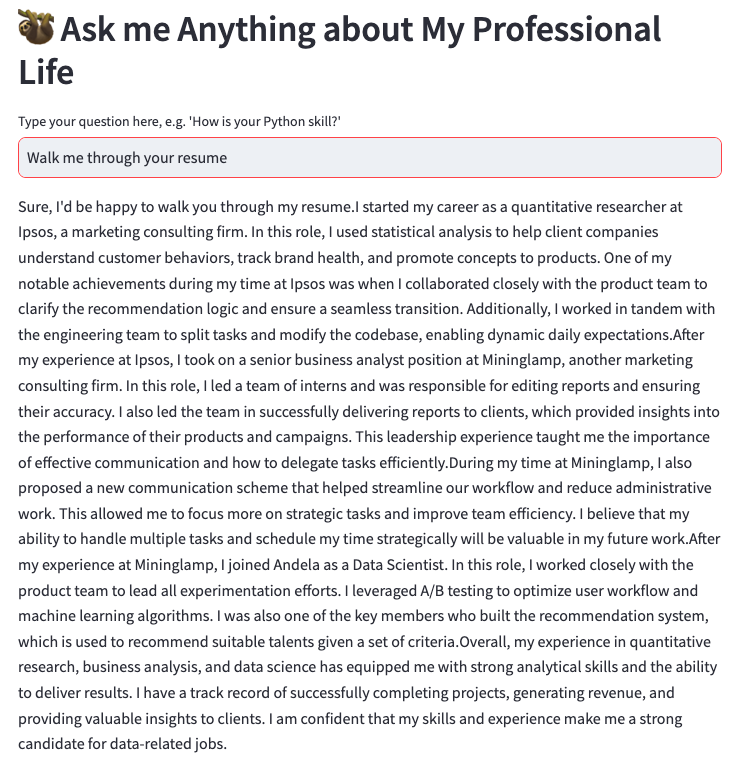 Ask me Anything about My Professional
Life
Type your question here, e.g. 'How is your Python skill?'
Walk me through your resume
Sure, I'd be happy to walk you through my resume.I started my career as a quantitative researcher at
Ipsos, a marketing consulting firm. In this role, I used statistical analysis to help client companies
understand customer behaviors, track brand health, and promote concepts to products. One of my
notable achievements during my time at Ipsos was when I collaborated closely with the product team to
clarify the recommendation logic and ensure a seamless transition. Additionally, I worked in tandem with
the engineering team to split tasks and modify the codebase, enabling dynamic daily expectations.After
my experience at Ipsos, I took on a senior business analyst position at Mininglamp, another marketing
consulting firm. In this role, I led a team of interns and was responsible for editing reports and ensuring
their accuracy. I also led the team in successfully delivering reports to clients, which provided insights into
the performance of their products and campaigns. This leadership experience taught me the importance
of effective communication and how to delegate tasks efficiently.During my time at Mininglamp, I also
proposed a new communication scheme that helped streamline our workflow and reduce administrative
work. This allowed me to focus more on strategic tasks and improve team efficiency. I believe that my
ability to handle multiple tasks and schedule my time strategically will be valuable in my future work.After
my experience at Mininglamp, I joined Andela as a Data Scientist. In this role, I worked closely with the
product team to lead all experimentation efforts. I leveraged A/B testing to optimize user workflow and
machine learning algorithms. I was also one of the key members who built the recommendation system,
which is used to recommend suitable talents given a set of criteria.Overall, my experience in quantitative
research, business analysis, and data science has equipped me with strong analytical skills and the ability
to deliver results. I have a track record of successfully completing projects, generating revenue, and
providing valuable insights to clients. I am confident that my skills and experience make me a strong
candidate for data-related jobs.